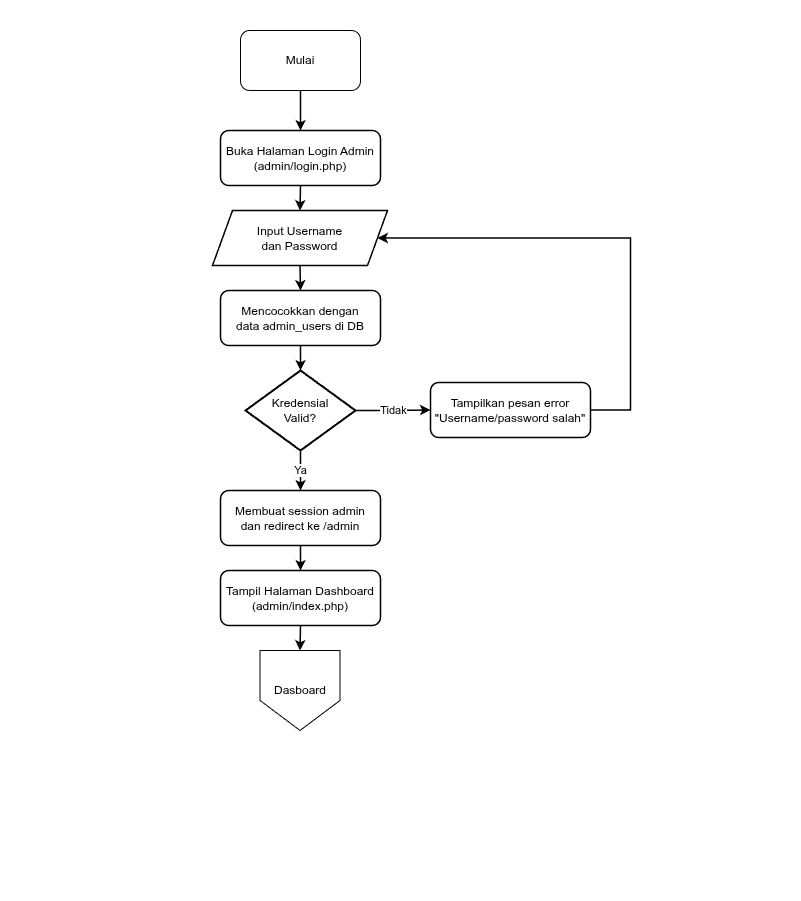 Mulai
Buka Halaman Login Admin
(admin/login.php)
Input Username
dan Password
Mencocokkan dengan
data admin_users di DB
Kredensial
Valid?
Tidak
Tampilkan pesan error
"Username/password salah"
Ya
Membuat session admin
dan redirect ke /admin
Tampil Halaman Dashboard
(admin/index.php)
Dasboard